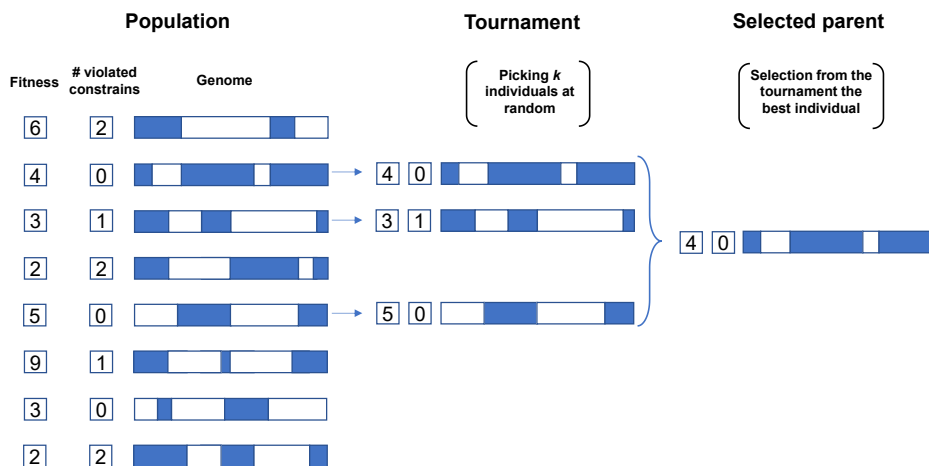 Population
Tournament
Selected parent
Picking k
individuals at
random
Selection from the
tournament the
best individual
Fitness
# violated
constrains
Genome
6 2
4 0
4 0
3 1
3 1
4 0
2 2
5 0
5 0
9 1
3 0
2 2